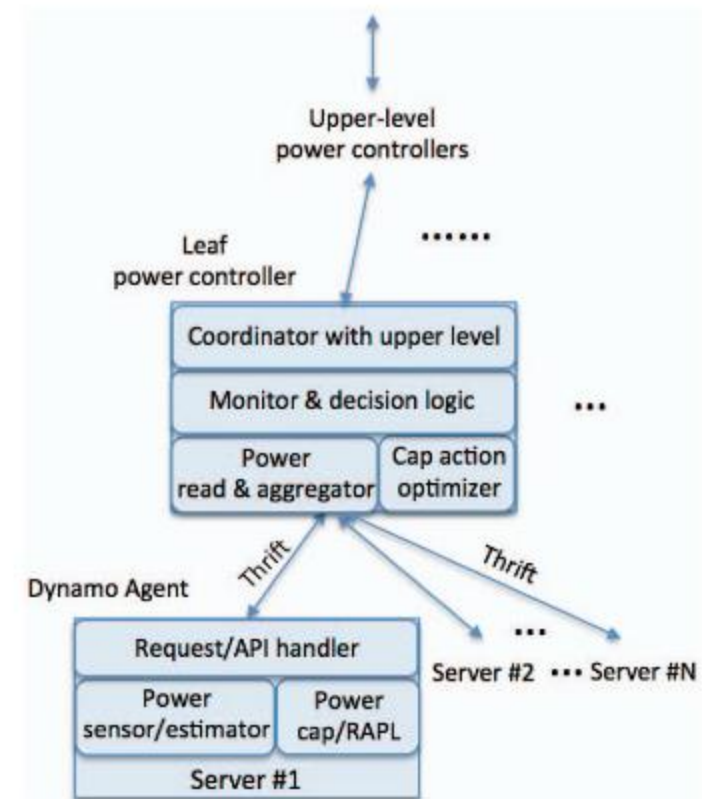 Upper-level
power controllers
......
Leaf
power controller
Coordinator with upper level
Monitor & decision logic
...
Power
read & aggregator
Cap action
optimizer
Thrift
Thrift
Dynamo Agent
Request/API handler
...
Server #2 ... Server #N
Power
sensor/estimator
Power
cap/RAPL
Server #1